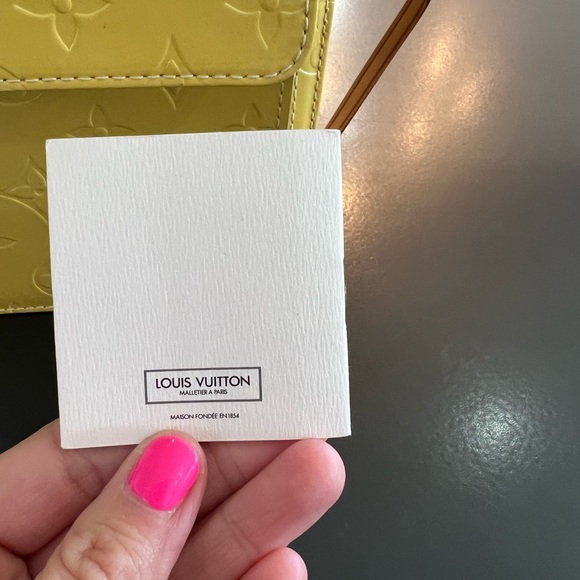 LOUIS VUITTON
MALLETIER A PARIS
MAISON FONDÉE EN 1854